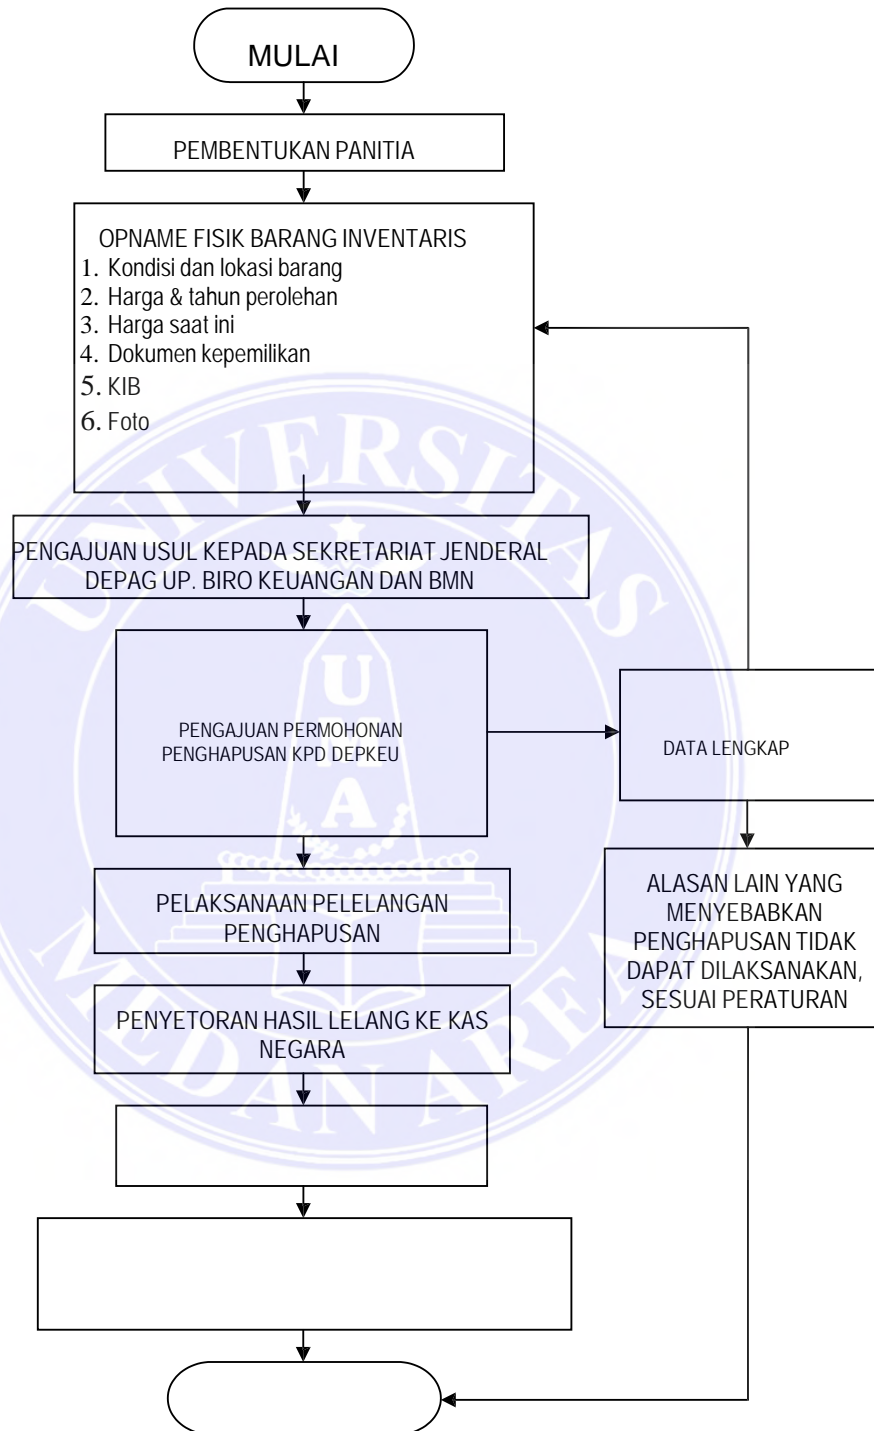 MULAI
PEMBENTUKAN PANITIA
OPNAME FISIK BARANG INVENTARIS
1. Kondisi dan lokasi barang
2. Harga & tahun perolehan
3. Harga saat ini
4. Dokumen kepemilikan
5. KIB
6. Foto
PENGAJUAN USUL KEPADA SEKRETARIAT JENDERAL
DEPAG UP. BIRO KEUANGAN DAN BMN
PENGAJUAN PERMOHONAN
PENGHAPUSAN KPD DEPKEU
DATA LENGKAP
PELAKSANAAN PELELANGAN
PENGHAPUSAN
ALASAN LAIN YANG
MENYEBABKAN
PENGHAPUSAN TIDAK
DAPAT DILAKSANAKAN,
SESUAI PERATURAN
PENYETORAN HASIL LELANG KE KAS
NEGARA
UNIVERSITAS
MEDAN AREA
U
M
A